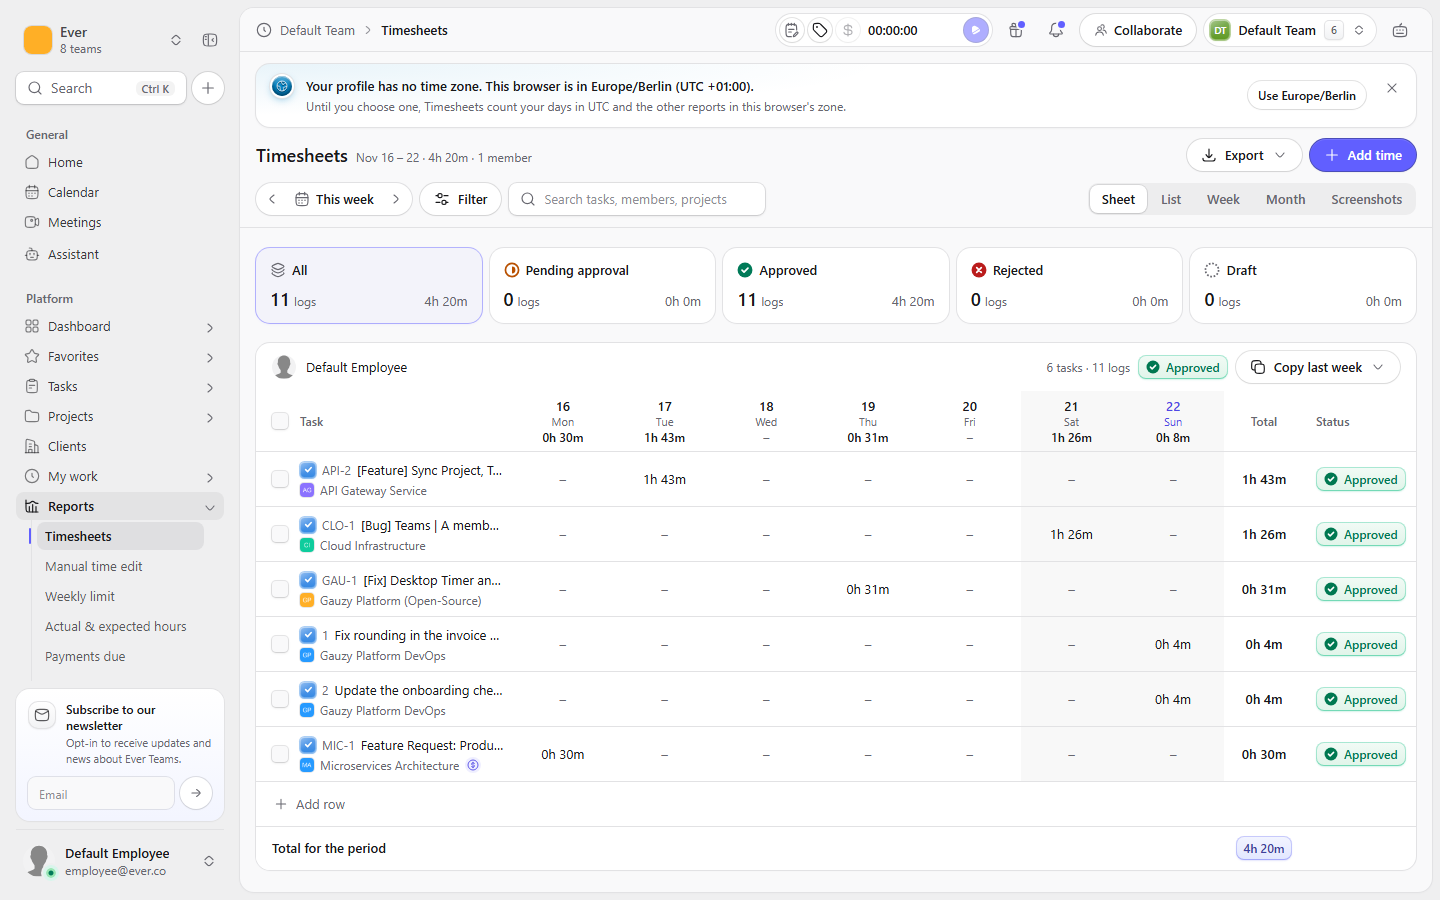 Ever
8 teams
Search
Ctrl K
General
Home
Calendar
Meetings
Assistant
Platform
Dashboard
Favorites
Tasks
Projects
Clients
My work
Reports
Timesheets
Manual time edit
Weekly limit
Actual & expected hours
Payments due
Subscribe to our newsletter
Opt-in to receive updates and news about Ever Teams.
Email
Default Employee
employee@ever.co
Default Team
Timesheets
00:00:00
Collaborate
DT
Default Team
6
Your profile has no time zone. This browser is in Europe/Berlin (UTC +01:00).
Until you choose one, Timesheets count your days in UTC and the other reports in this browser's zone.
Use Europe/Berlin
Timesheets
Nov 16 – 22 · 4h 20m · 1 member
Export
Add time
This week
Filter
Search tasks, members, projects
Sheet
List
Week
Month
Screenshots
All
11 logs
4h 20m
Pending approval
0 logs
0h 0m
Approved
11 logs
4h 20m
Rejected
0 logs
0h 0m
Draft
0 logs
0h 0m
Default Employee
6 tasks · 11 logs
Approved
Copy last week
Task
16 Mon 0h 30m
17 Tue 1h 43m
18 Wed –
19 Thu 0h 31m
20 Fri –
21 Sat 1h 26m
22 Sun 0h 8m
Total
Status
API-2 [Feature] Sync Project, T...
API Gateway Service
– 1h 43m – – – – – 1h 43m Approved
CLO-1 [Bug] Teams | A memb...
Cloud Infrastructure
– – – – – 1h 26m – 1h 26m Approved
GAU-1 [Fix] Desktop Timer an...
GP Gauzy Platform (Open-Source)
– – – 0h 31m – – – 0h 31m Approved
1 Fix rounding in the invoice ...
GP Gauzy Platform DevOps
– – – – – – 0h 4m 0h 4m Approved
2 Update the onboarding che...
GP Gauzy Platform DevOps
– – – – – – 0h 4m 0h 4m Approved
MIC-1 Feature Request: Produ...
MA Microservices Architecture
0h 30m – – – – – – 0h 30m Approved
Add row
Total for the period
4h 20m